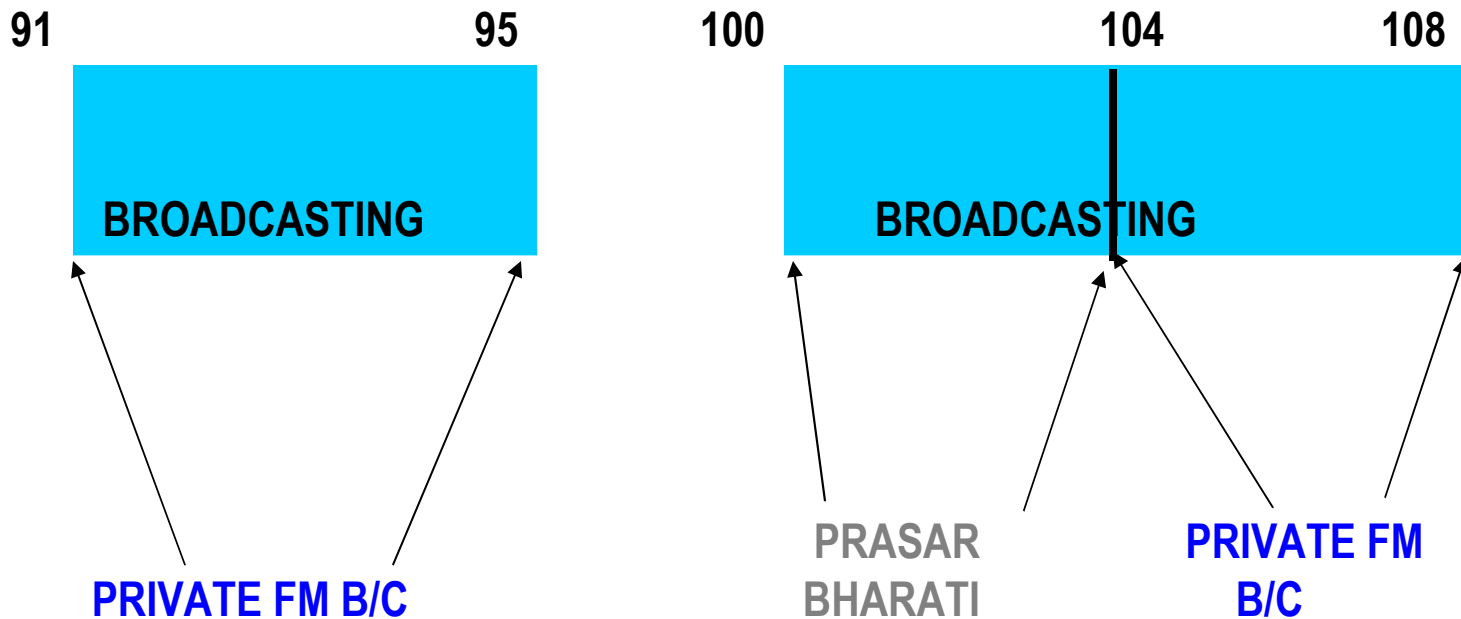 91 95 100 104 108
BROADCASTING BROADCASTING
PRASAR
BHARATI
PRIVATE FM
B/C
PRIVATE FM B/C